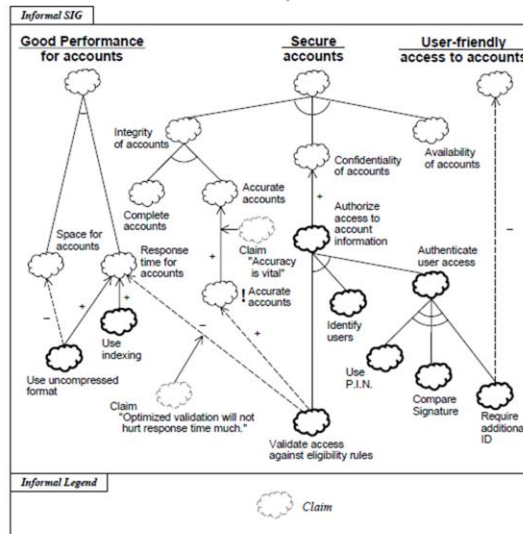 Informal SIG
Good Performance
for accounts
Secure
accounts
User-friendly
access to accounts
Integrity
of accounts
Confidentiality
of accounts
Availability
of accounts
Complete
accounts
Accurate
accounts
+
Authorize
access to
account
information
Space for
accounts
Response
time for
accounts
Claim
"Accuracy
is vital"
Authenticate
user access
–
+
! Accurate
accounts
–
+
+
–
+
Use
indexing
Identify
users
Use uncompressed
format
Use
P.I.N.
Compare
Signature
Require
additional
ID
Claim
"Optimized validation will not
hurt response time much."
Validate access
against eligibility rules
Informal Legend
Claim